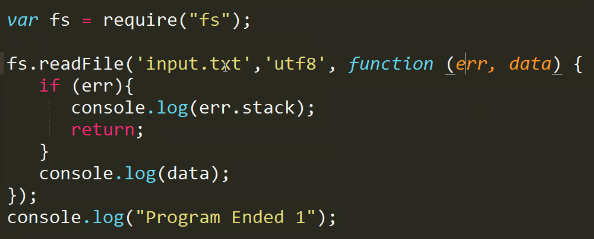 var fs = require("fs");
fs.readFile('input.txt','utf8', function (err, data) {
if (err){
console.log(err.stack);
return;
}
console.log(data);
});
console.log("Program Ended 1");